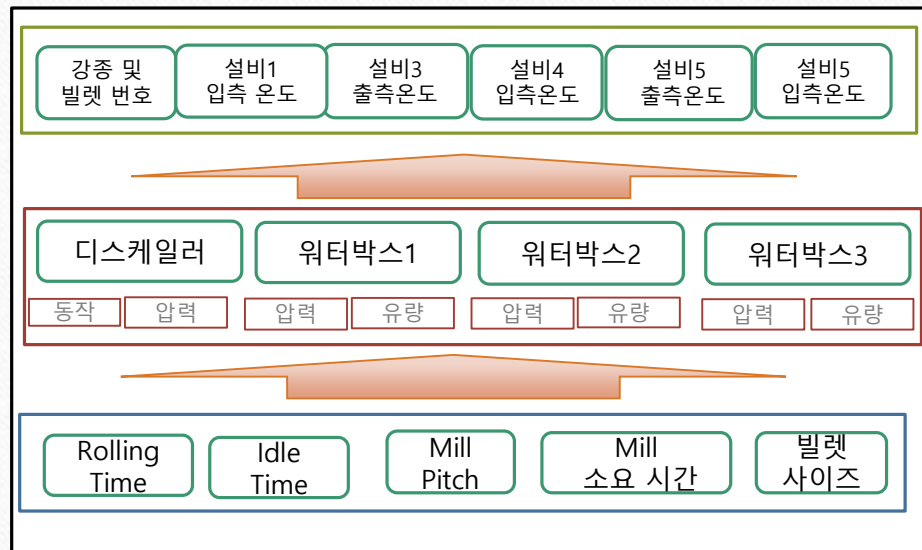 강종 및
빌렛 번호
설비1
입측 온도
설비3
출측온도
설비4
입측온도
설비5
출측온도
설비5
입측온도
디스케일러
워터박스1
워터박스2
워터박스3
동작
압력
압력
유량
압력
유량
압력
유량
Rolling
Time
Idle
Time
Mill
Pitch
Mill
소요 시간
빌렛
사이즈